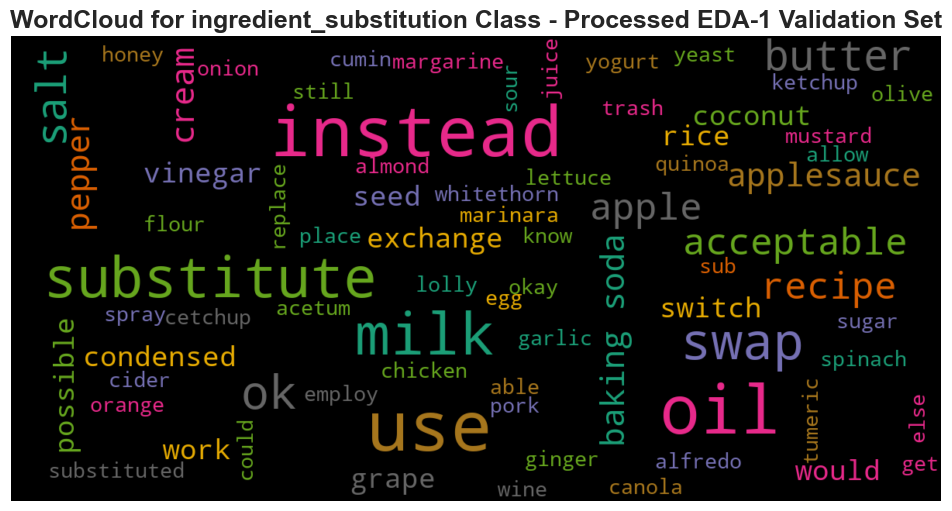 WordCloud for ingredient_substitution Class - Processed EDA-1 Validation Set
salt
honey
onion
cream
cumin
margarine
still
sour
juice
yogurt
yeast
butter
ketchup
olive
trash
coconut
pepper
instead
rice
mustard
allow
vinegar
almond
quinoa
applesauce
lettuce
seed
whitethorn
replace
marinara
apple
flour
place
exchange
know
acceptable
baking soda
sub
substitute
lolly
okay
egg
recipe
acetum
switch
spray
cetchup
milk
sugar
possible
condensed
garlic
swap
spinach
cider
chicken
ok
employ
able
oil
tumeric
orange
pork
use
else
work
could
substituted
ginger
alfredo
would
get
grape
wine
canola